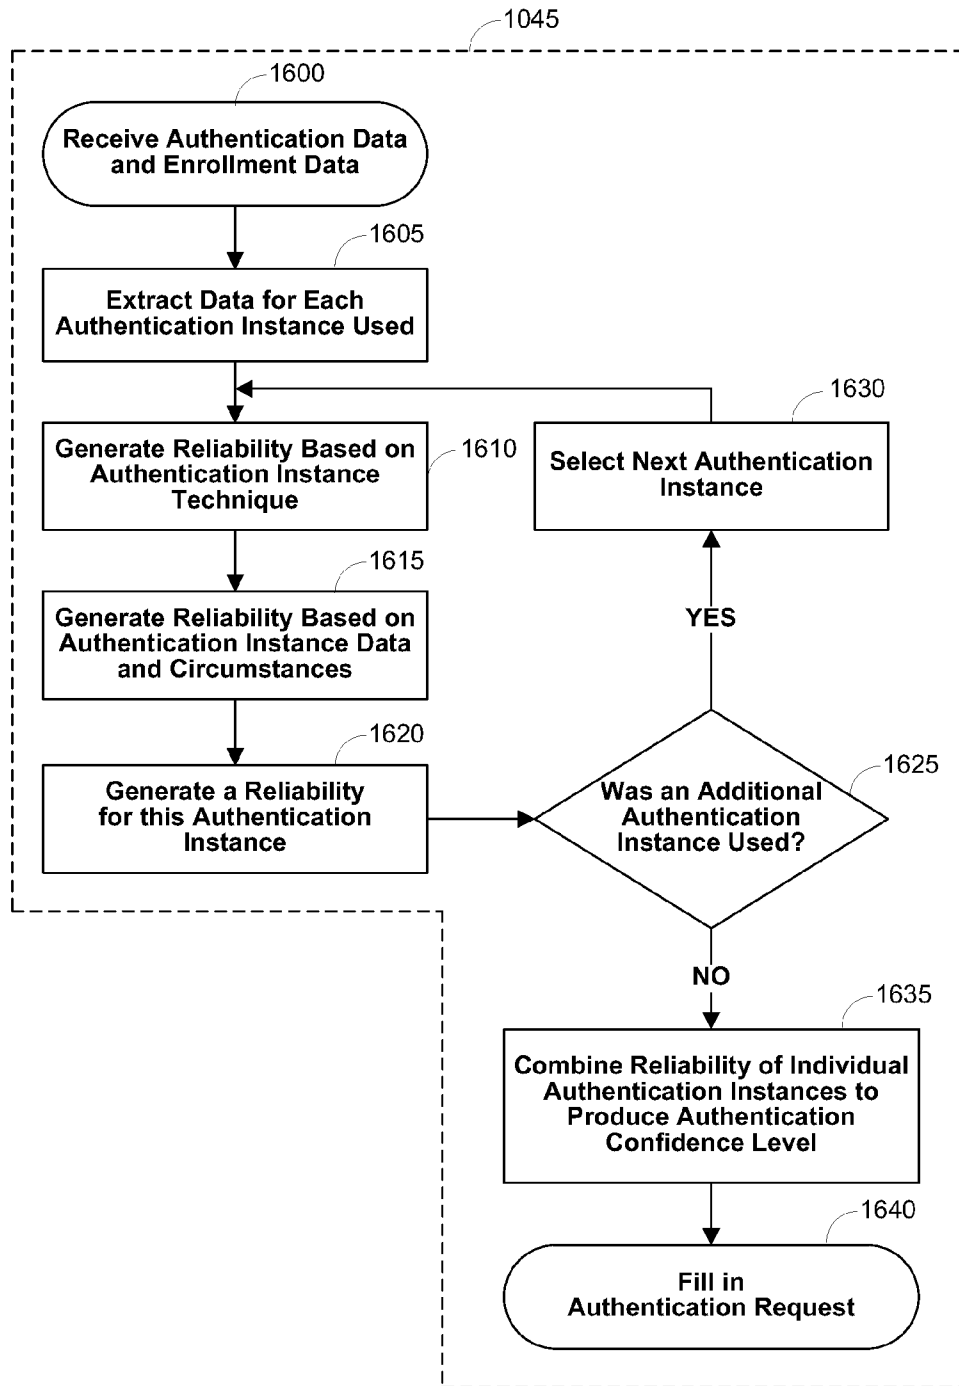 1045
1600
Receive Authentication Data
and Enrollment Data
1605
Extract Data for Each
Authentication Instance Used
1610
Generate Reliability Based on
Authentication Instance
Technique
1615
Generate Reliability Based on
Authentication Instance Data
and Circumstances
1620
Generate a Reliability
for this Authentication
Instance
1625
Was an Additional
Authentication
Instance Used?
YES
1630
Select Next Authentication
Instance
NO
1635
Combine Reliability of Individual
Authentication Instances to
Produce Authentication
Confidence Level
1640
Fill in
Authentication Request